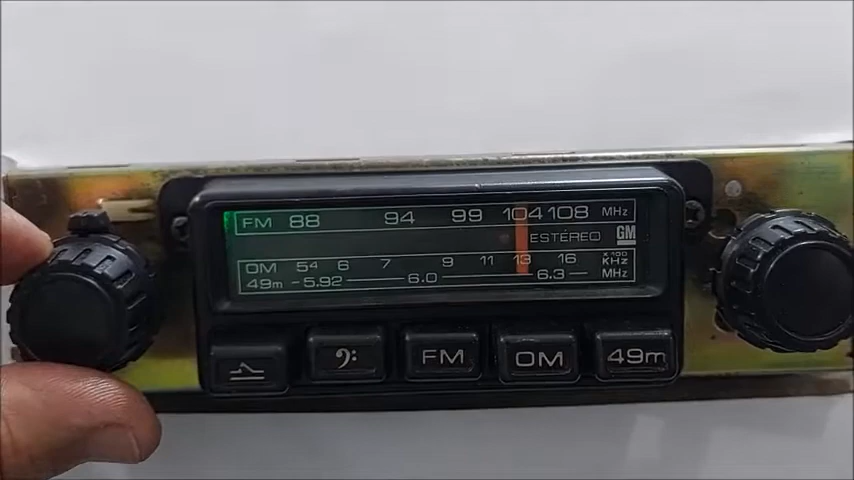 FM 88 94 99 104 108 MHz
ESTÉREO GM
OM 54 6 7 9 11 13 16 x100 KHz
49m 5.92 6.0 6.3 MHz
FM OM 49m